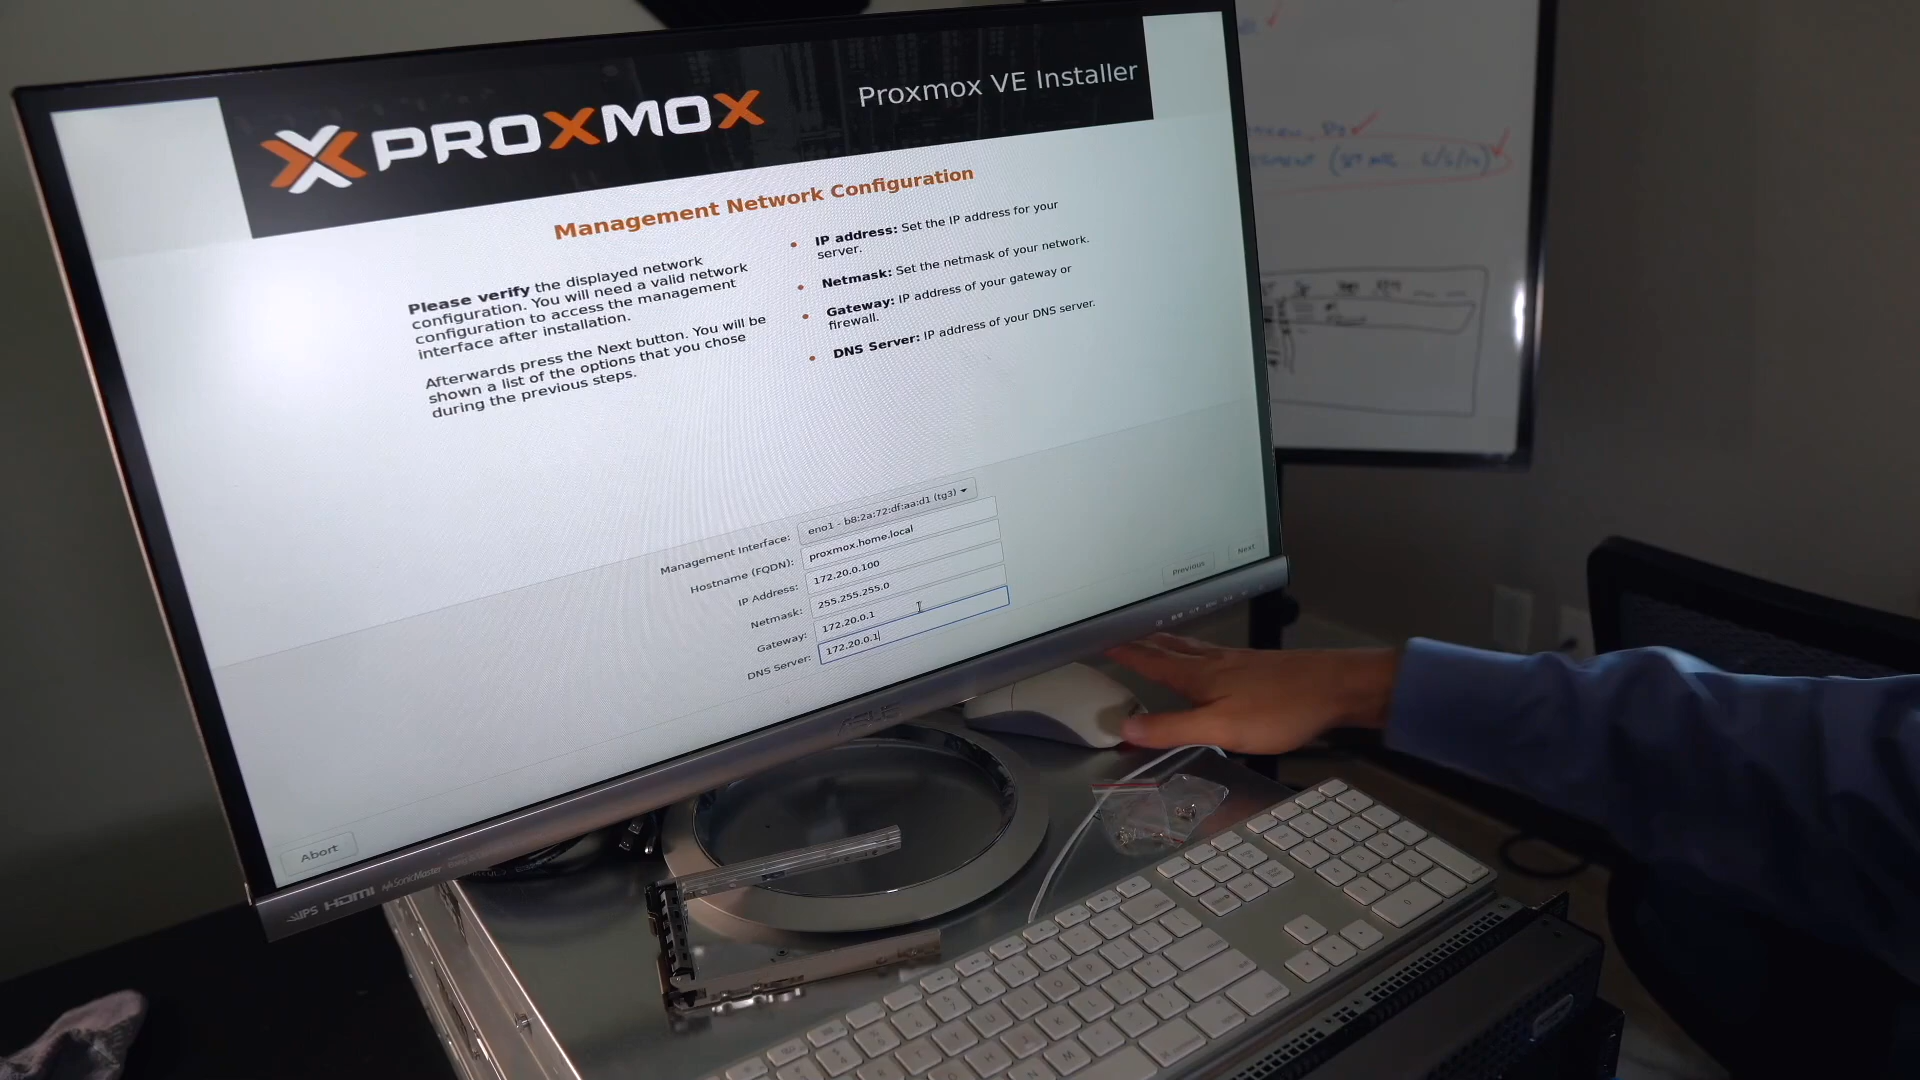 PROXMOX
Proxmox VE Installer
Management Network Configuration
Please verify the displayed network
configuration. You will need a valid network
configuration to access the management
interface after installation.
Afterwards press the Next button. You will be
shown a list of the options that you chose
during the previous steps.
IP address: Set the IP address for your
server.
Netmask: Set the netmask of your network.
Gateway: IP address of your gateway or
firewall.
DNS Server: IP address of your DNS server.
Management Interface: eno1 - b8:2a:72:df:aa:d1 (tg3)
Hostname (FQDN): proxmox.home.local
IP Address: 172.20.0.100
Netmask: 255.255.255.0
Gateway: 172.20.0.1
DNS Server: 172.20.0.1
Abort
Previous
Next
IPS HDMI SonicMaster
ASUS